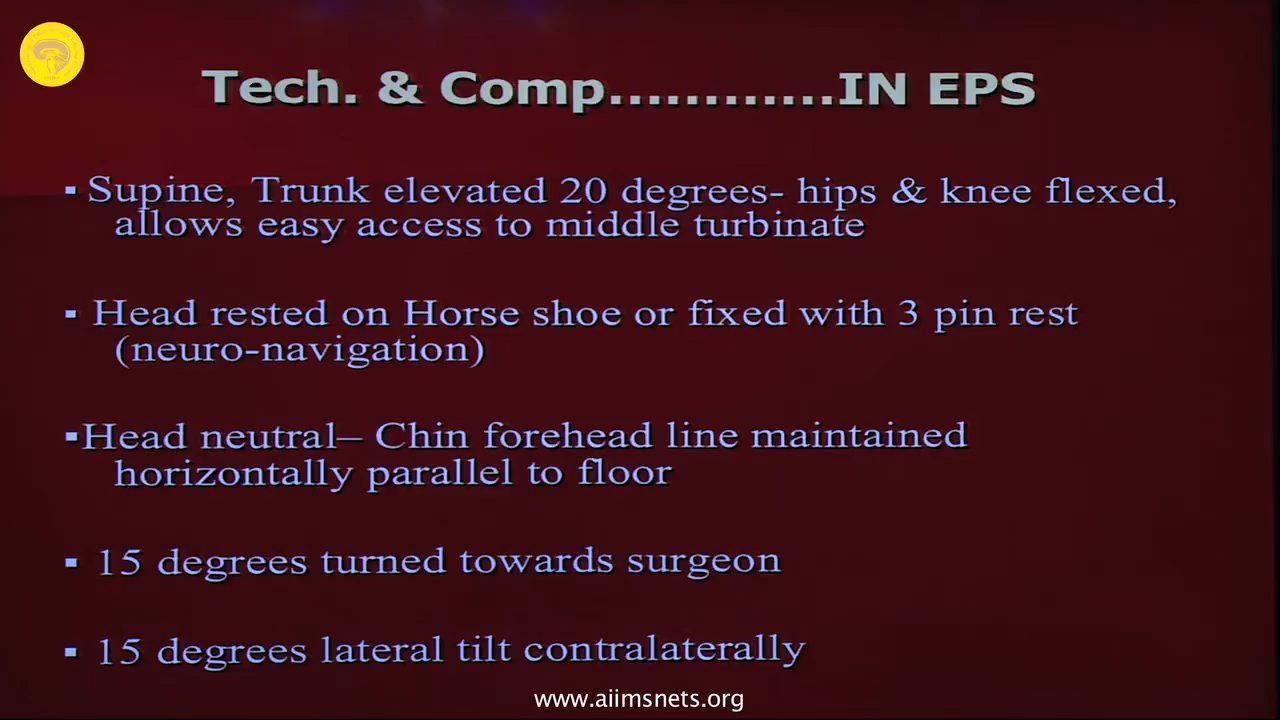 Tech. & Comp............IN EPS
▪ Supine, Trunk elevated 20 degrees- hips & knee flexed,
allows easy access to middle turbinate
▪ Head rested on Horse shoe or fixed with 3 pin rest
(neuro-navigation)
▪Head neutral– Chin forehead line maintained
horizontally parallel to floor
▪ 15 degrees turned towards surgeon
▪ 15 degrees lateral tilt contralaterally
www.aiimsnets.org